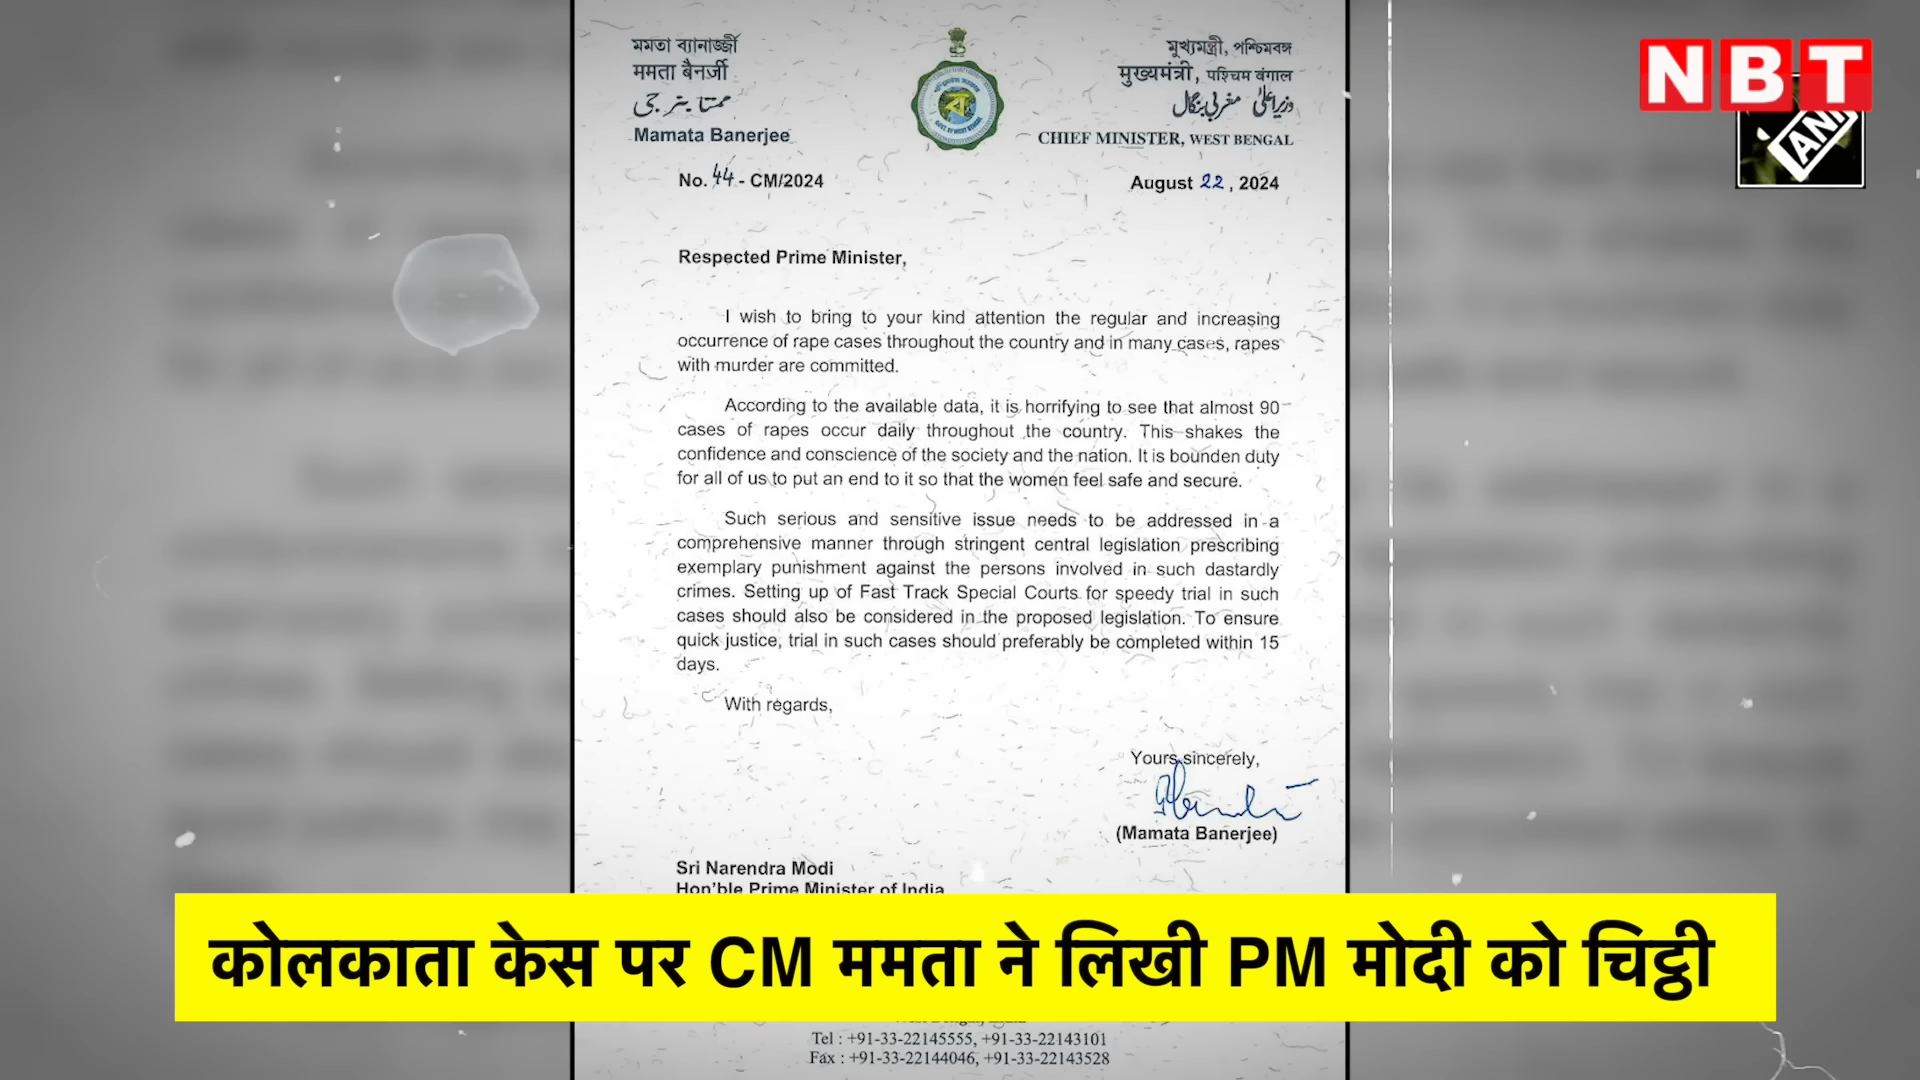 মমতা ব্যানার্জ্জী
ममता बैनर्जी
ممتا بنرجی
Mamata Banerjee
মুখ্যমন্ত্রী, পশ্চিমবঙ্গ
मुख्यमंत्री, पश्चिम बंगाल
وزیر اعلیٰ مغربی بنگال
CHIEF MINISTER, WEST BENGAL
NBT
ANI
No. 44 - CM/2024
August 22, 2024
Respected Prime Minister,
I wish to bring to your kind attention the regular and increasing
occurrence of rape cases throughout the country and in many cases, rapes
with murder are committed.
According to the available data, it is horrifying to see that almost 90
cases of rapes occur daily throughout the country. This shakes the
confidence and conscience of the society and the nation. It is bounden duty
for all of us to put an end to it so that the women feel safe and secure.
Such serious and sensitive issue needs to be addressed in a
comprehensive manner through stringent central legislation prescribing
exemplary punishment against the persons involved in such dastardly
crimes. Setting up of Fast Track Special Courts for speedy trial in such
cases should also be considered in the proposed legislation. To ensure
quick justice, trial in such cases should preferably be completed within 15
days.
With regards,
Yours sincerely,
(Mamata Banerjee)
Sri Narendra Modi
Hon'ble Prime Minister of India
कोलकाता केस पर CM ममता ने लिखी PM मोदी को चिट्ठी
Tel : +91-33-22145555, +91-33-22143101
Fax : +91-33-22144046, +91-33-22143528